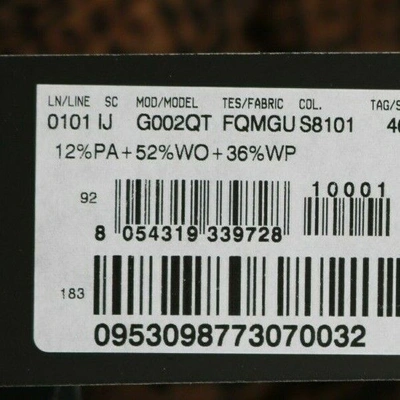 LN/LINE SC MOD/MODEL TES/FABRIC COL. TAG/S
0101 IJ G002QT FQMGU S8101
12%PA+52%WO+36%WP
10001
92
8 054319 339728
183
0953098773070032